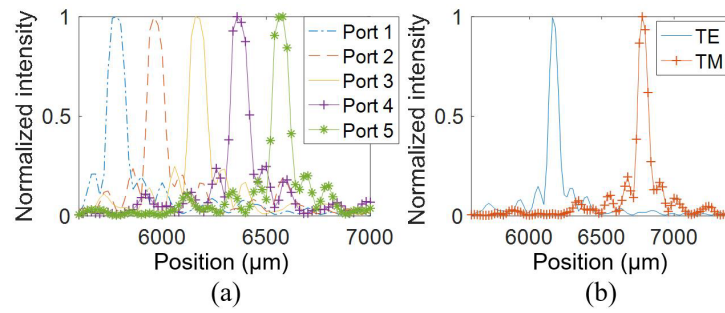 1
0.5
0
Normalized intensity
6000 6500 7000
Position (µm)
Port 1
Port 2
Port 3
Port 4
Port 5
(a)
1
0.5
0
Normalized intensity
6000 6500 7000
Position (µm)
TE
TM
(b)